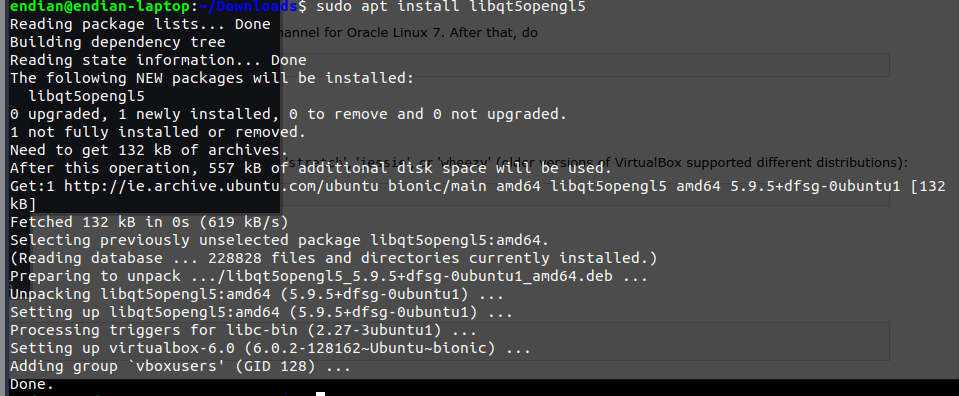 endian@endian-laptop:~/Downloads$ sudo apt install libqt5opengl5
Reading package lists... Done
hannel for Oracle Linux 7. After that, do
Building dependency tree
Reading state information... Done
The following NEW packages will be installed:
  libqt5opengl5
0 upgraded, 1 newly installed, 0 to remove and 0 not upgraded.
1 not fully installed or removed.
Need to get 132 kB of archives.
'stretch', 'jessie', or 'wheezy' (older versions of VirtualBox supported different distributions):
After this operation, 557 kB of additional disk space will be used.
Get:1 http://ie.archive.ubuntu.com/ubuntu bionic/main amd64 libqt5opengl5 amd64 5.9.5+dfsg-0ubuntu1 [132
kB]
Fetched 132 kB in 0s (619 kB/s)
Selecting previously unselected package libqt5opengl5:amd64.
(Reading database ... 228828 files and directories currently installed.)
Preparing to unpack .../libqt5opengl5_5.9.5+dfsg-0ubuntu1_amd64.deb ...
Unpacking libqt5opengl5:amd64 (5.9.5+dfsg-0ubuntu1) ...
Setting up libqt5opengl5:amd64 (5.9.5+dfsg-0ubuntu1) ...
Processing triggers for libc-bin (2.27-3ubuntu1) ...
Setting up virtualbox-6.0 (6.0.2-128162~Ubuntu~bionic) ...
Adding group `vboxusers' (GID 128) ...
Done.